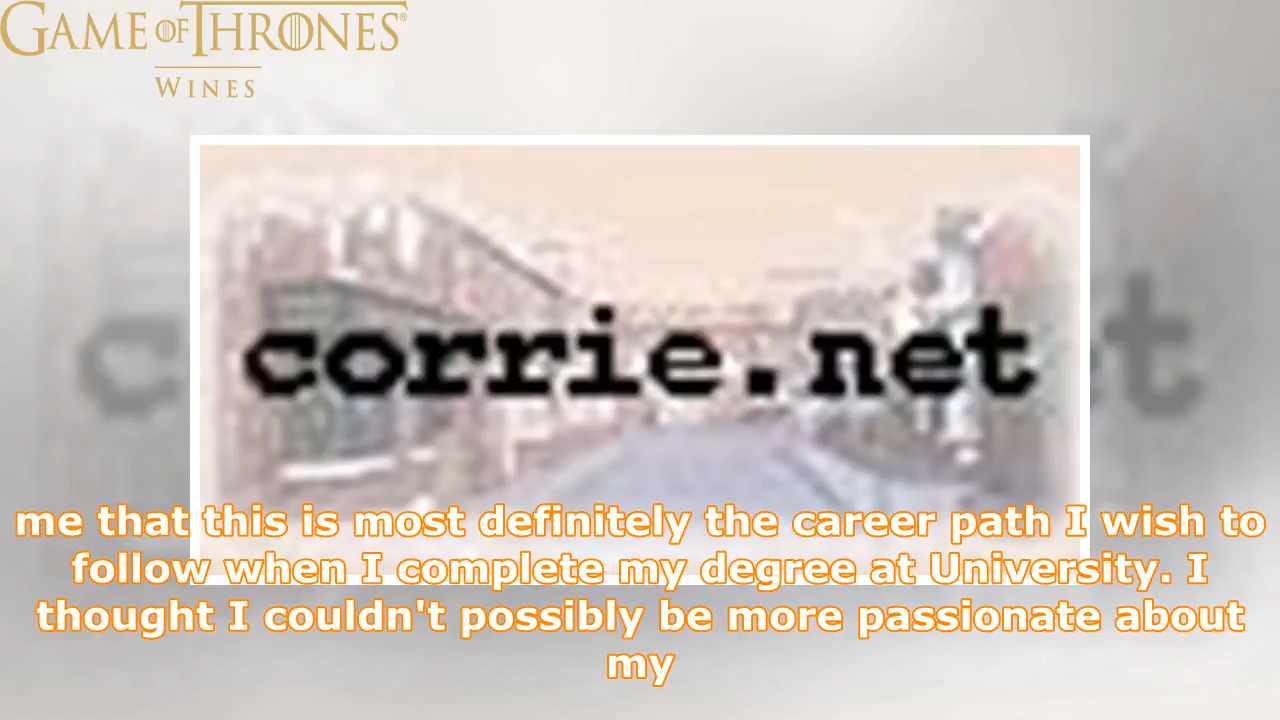 GAME OF THRONES®
WINES
corrie.net
me that this is most definitely the career path I wish to
follow when I complete my degree at University. I
thought I couldn't possibly be more passionate about
my